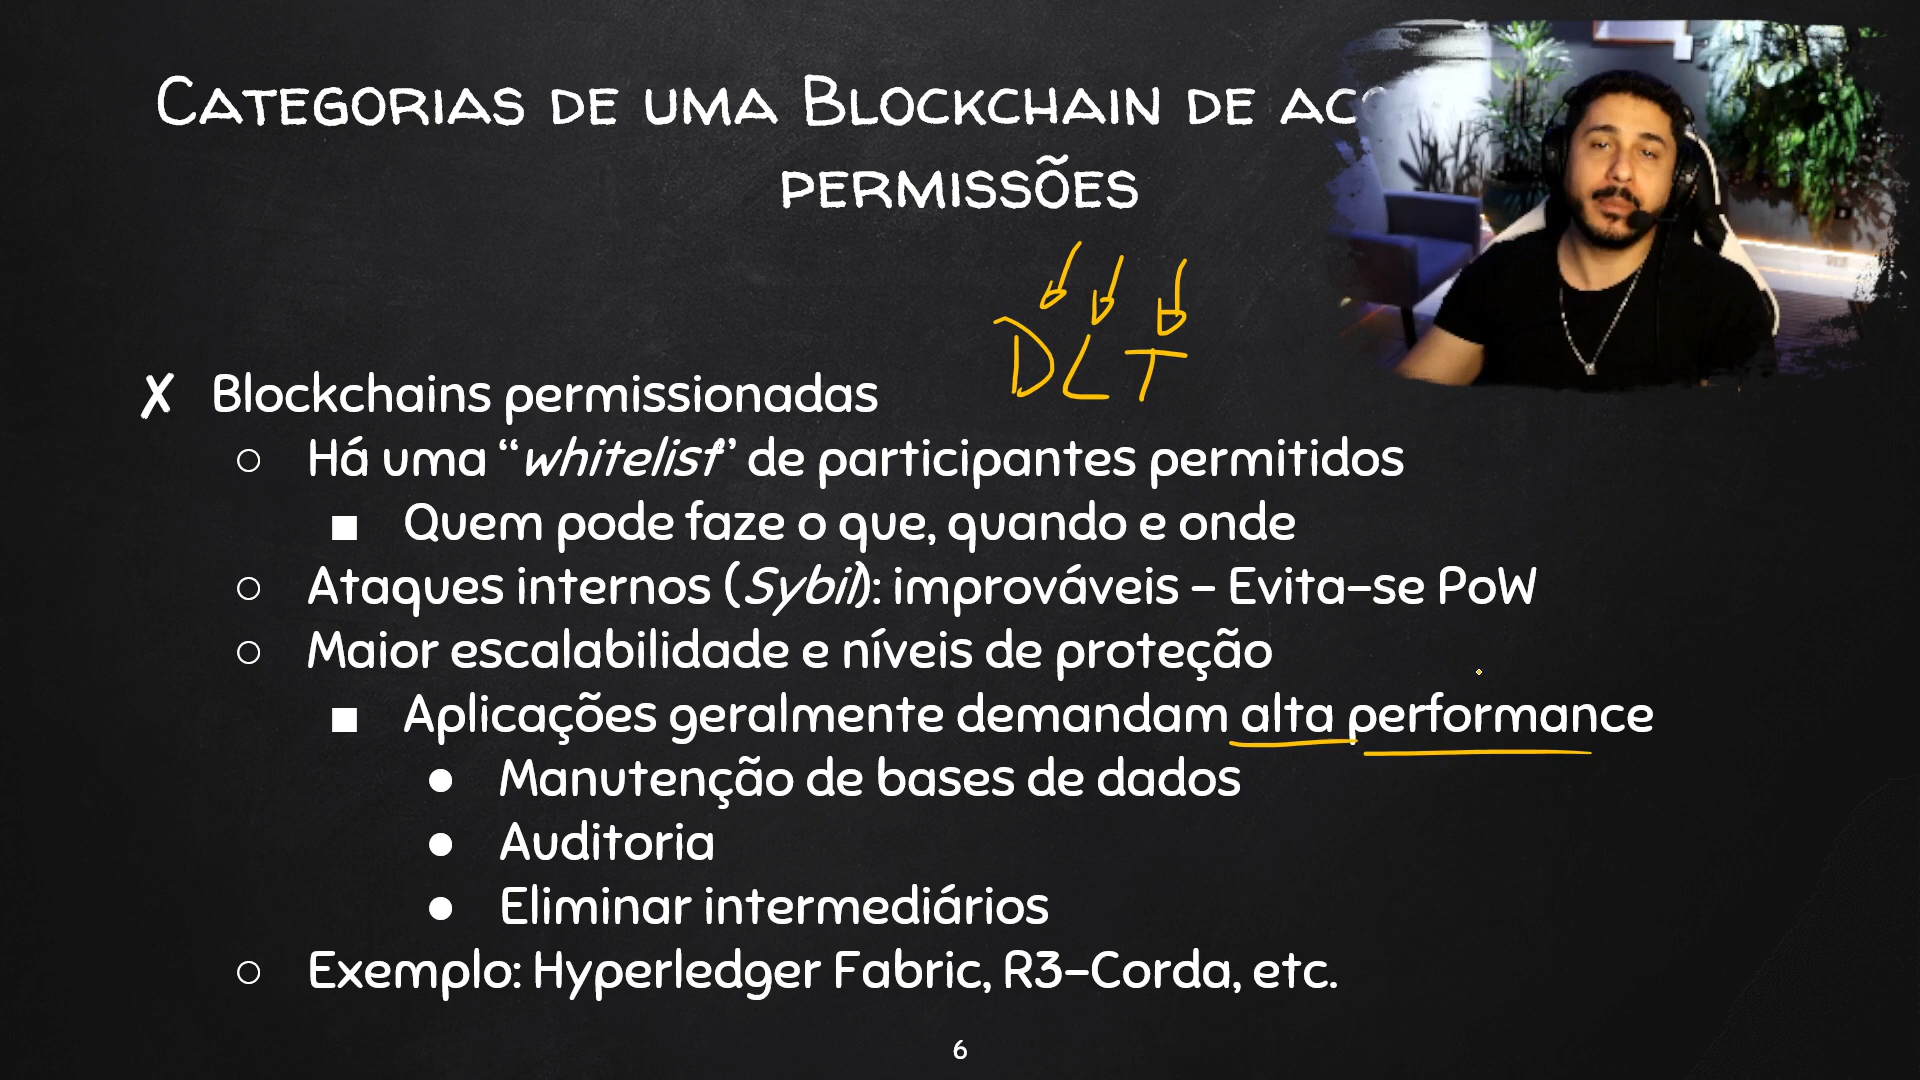 Categorias de uma Blockchain de aco
permissões
DLT
✗ Blockchains permissionadas
○ Há uma “whitelist” de participantes permitidos
■ Quem pode faze o que, quando e onde
○ Ataques internos (Sybil): improváveis – Evita-se PoW
○ Maior escalabilidade e níveis de proteção
■ Aplicações geralmente demandam alta performance
● Manutenção de bases de dados
● Auditoria
● Eliminar intermediários
○ Exemplo: Hyperledger Fabric, R3-Corda, etc.
6